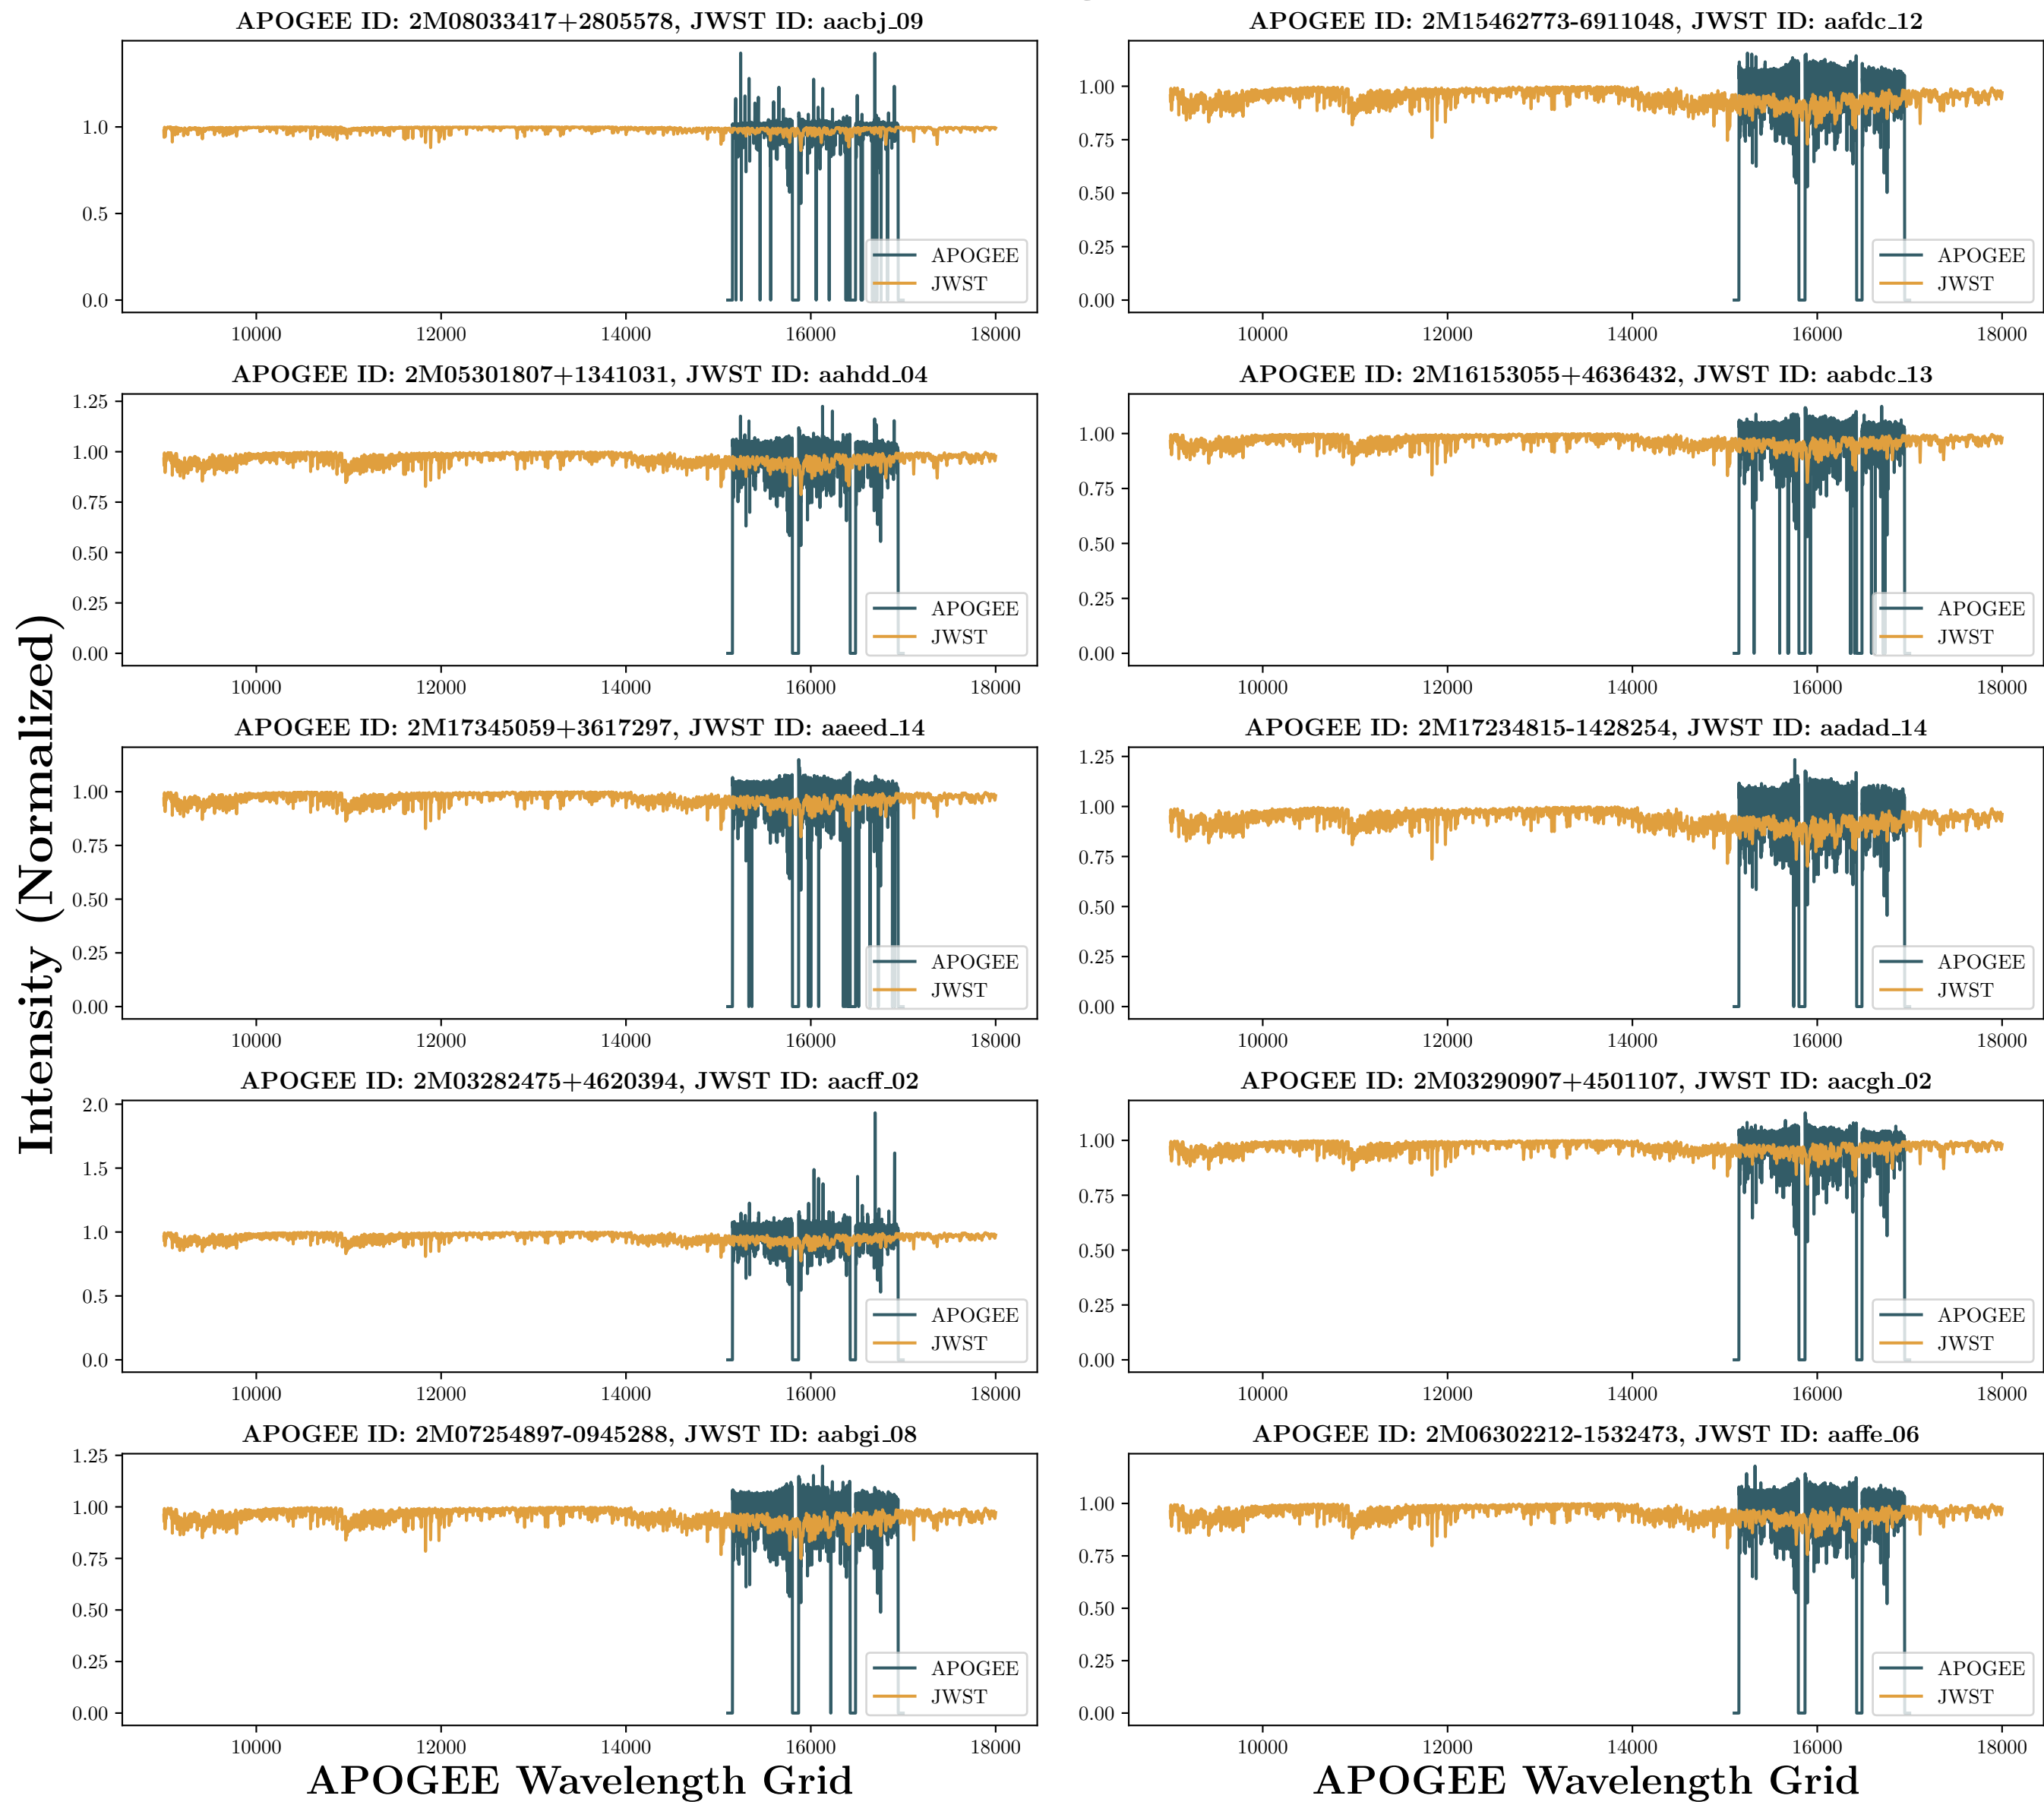 APOGEE ID: 2M08033417+2805578, JWST ID: aacbj_09
1.0
0.5
0.0
APOGEE
JWST
10000 12000 14000 16000 18000
APOGEE ID: 2M15462773-6911048, JWST ID: aafdc_12
1.00
0.75
0.50
0.25
0.00
APOGEE
JWST
10000 12000 14000 16000 18000
APOGEE ID: 2M05301807+1341031, JWST ID: aahdd_04
1.25
1.00
0.75
0.50
0.25
0.00
APOGEE
JWST
10000 12000 14000 16000 18000
APOGEE ID: 2M16153055+4636432, JWST ID: aabdc_13
1.00
0.75
0.50
0.25
0.00
APOGEE
JWST
10000 12000 14000 16000 18000
Intensity (Normalized)
APOGEE ID: 2M17345059+3617297, JWST ID: aaeed_14
1.00
0.75
0.50
0.25
0.00
APOGEE
JWST
10000 12000 14000 16000 18000
APOGEE ID: 2M17234815-1428254, JWST ID: aadad_14
1.25
1.00
0.75
0.50
0.25
0.00
APOGEE
JWST
10000 12000 14000 16000 18000
APOGEE ID: 2M03282475+4620394, JWST ID: aacff_02
2.0
1.5
1.0
0.5
0.0
APOGEE
JWST
10000 12000 14000 16000 18000
APOGEE ID: 2M03290907+4501107, JWST ID: aacgh_02
1.00
0.75
0.50
0.25
0.00
APOGEE
JWST
10000 12000 14000 16000 18000
APOGEE ID: 2M07254897-0945288, JWST ID: aabgi_08
1.25
1.00
0.75
0.50
0.25
0.00
APOGEE
JWST
10000 12000 14000 16000 18000
APOGEE Wavelength Grid
APOGEE ID: 2M06302212-1532473, JWST ID: aaffe_06
1.00
0.75
0.50
0.25
0.00
APOGEE
JWST
10000 12000 14000 16000 18000
APOGEE Wavelength Grid